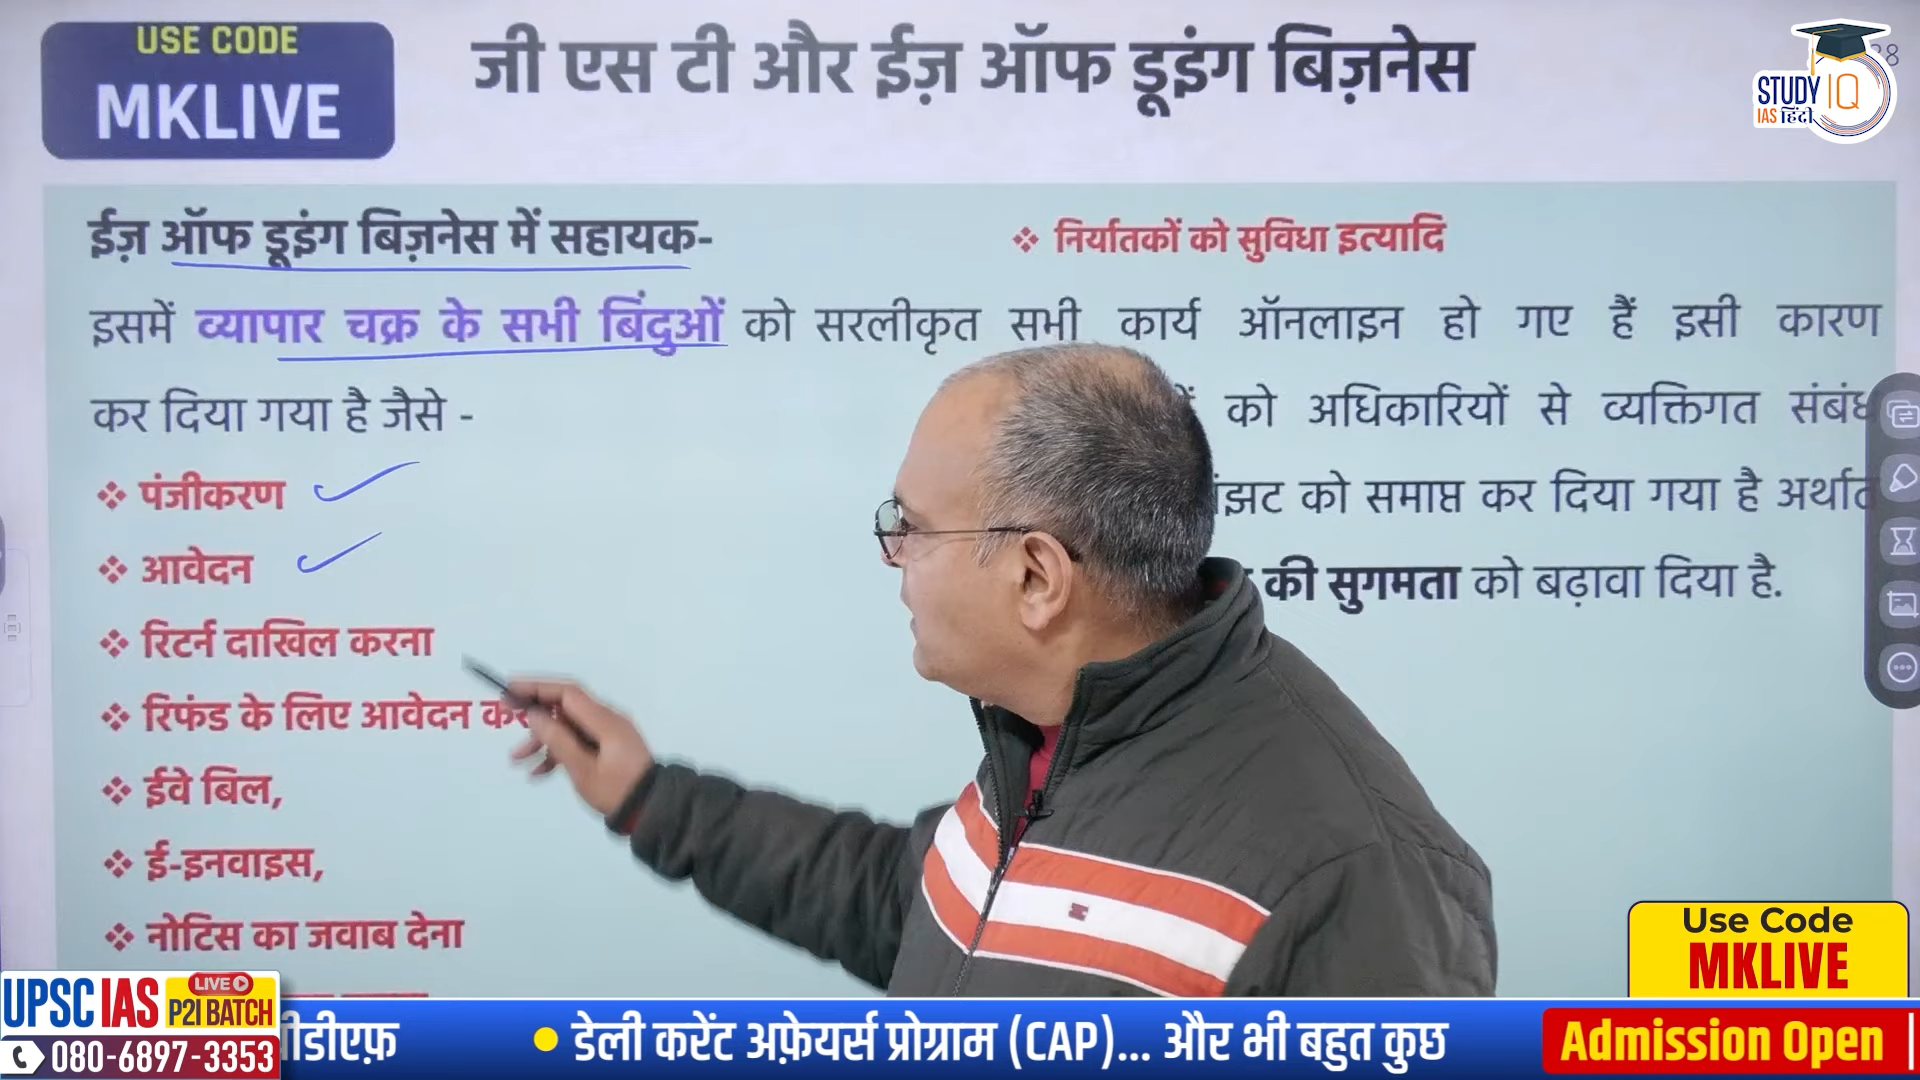 USE CODE
MKLIVE
जी एस टी और ईज़ ऑफ डूइंग बिज़नेस
38
STUDY IQ
IAS हिंदी
ईज़ ऑफ डूइंग बिज़नेस में सहायक-
इसमें व्यापार चक्र के सभी बिंदुओं को सरलीकृत
कर दिया गया है जैसे -
❖ पंजीकरण
❖ आवेदन
❖ रिटर्न दाखिल करना
❖ रिफंड के लिए आवेदन
❖ ईवे बिल,
❖ ई-इनवाइस,
❖ नोटिस का जवाब देना
❖ निर्यातकों को सुविधा इत्यादि
सभी कार्य ऑनलाइन हो गए हैं इसी कारण
को अधिकारियों से व्यक्तिगत
को समाप्त कर दिया गया है अर्थात
की सुगमता को बढ़ावा दिया है.
Use Code
MKLIVE
UPSC IAS LIVE P2I BATCH
080-6897-3353
पीडीएफ़ • डेली करेंट अफ़ेयर्स प्रोग्राम (CAP)... और भी बहुत कुछ
Admission Open